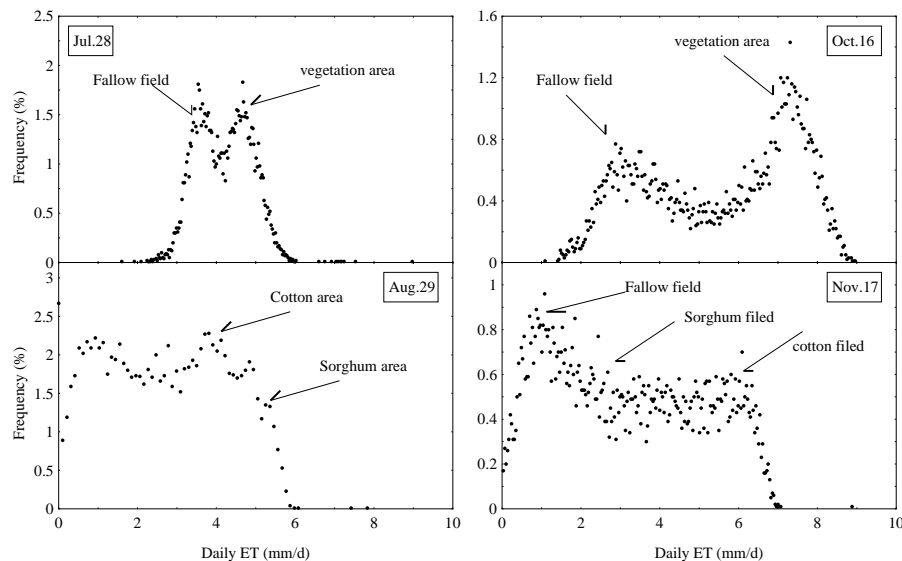 2.5
2
1.5
1
0.5
0
Frequency (%)
Jul.28
Fallow field
vegetation area
1.6
1.2
0.8
0.4
0
Oct.16
vegetation area
Fallow field
3
2.5
2
1.5
1
0.5
0
Frequency (%)
Aug.29
Cotton area
Sorghum area
0
2
4
6
8
10
Daily ET (mm/d)
1
0.8
0.6
0.4
0.2
0
Nov.17
Fallow field
Sorghum filed
cotton filed
0
2
4
6
8
10
Daily ET (mm/d)